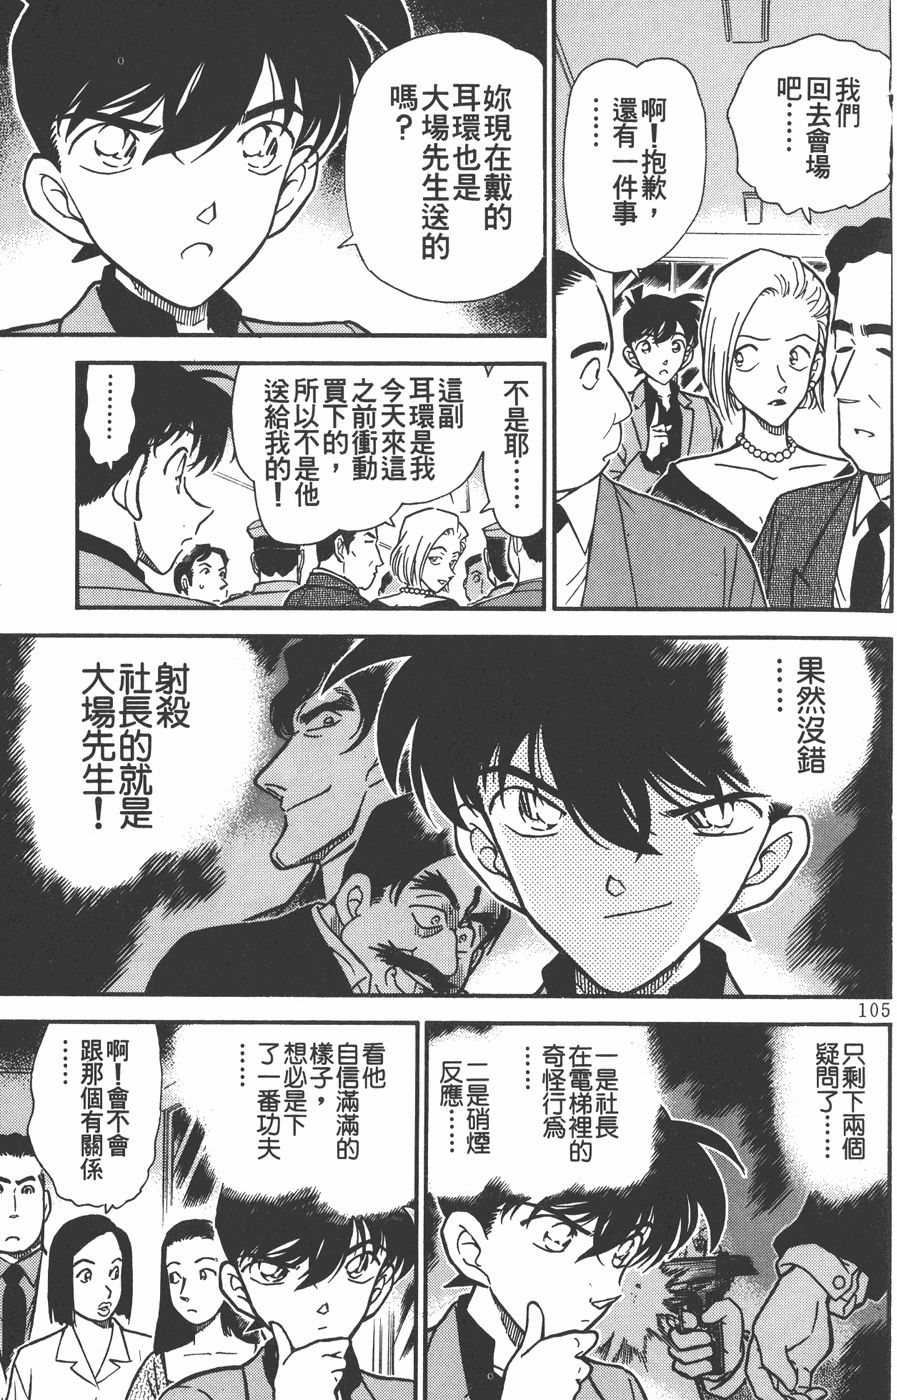 我們
回去會場
吧……
啊！抱歉，
還有一件事
……
妳現在戴的
耳環也是
大場先生送的
嗎？
不是耶……
這副
耳環是我
今天來這
之前衝動
買下的，
所以不是他
送給我的！
……
果然沒錯
……
射殺
社長的就是
大場先生！
105
只剩下兩個
疑問了……
一是社長
在電梯裡的
奇怪行為
……
二是硝煙
反應……
看他
自信滿滿的
樣子，
想必是下
了一番功夫
……
啊！會不會
跟那個有關係
……